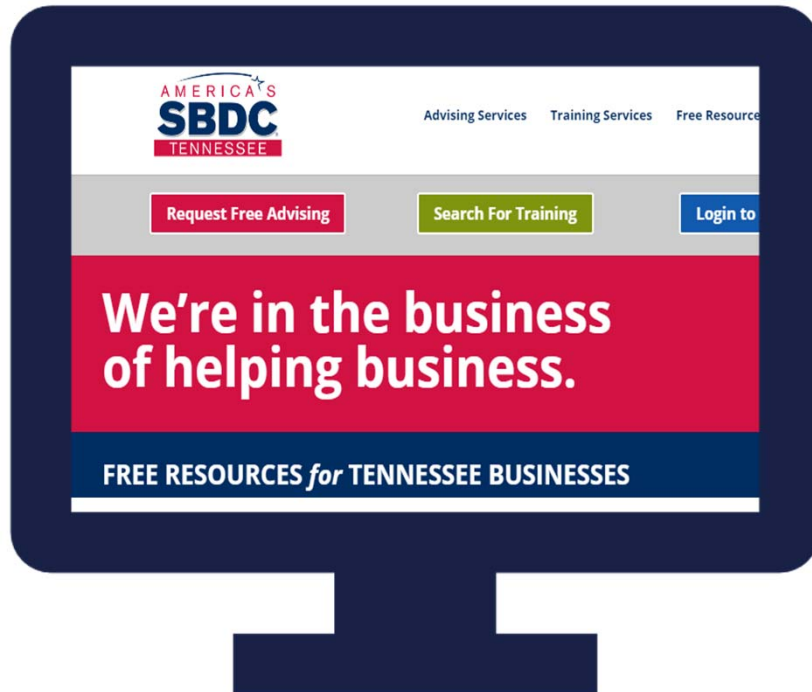 AMERICA'S
SBDC
TENNESSEE
Advising Services Training Services Free Resource
Request Free Advising Search For Training Login to
We're in the business
of helping business.
FREE RESOURCES for TENNESSEE BUSINESSES